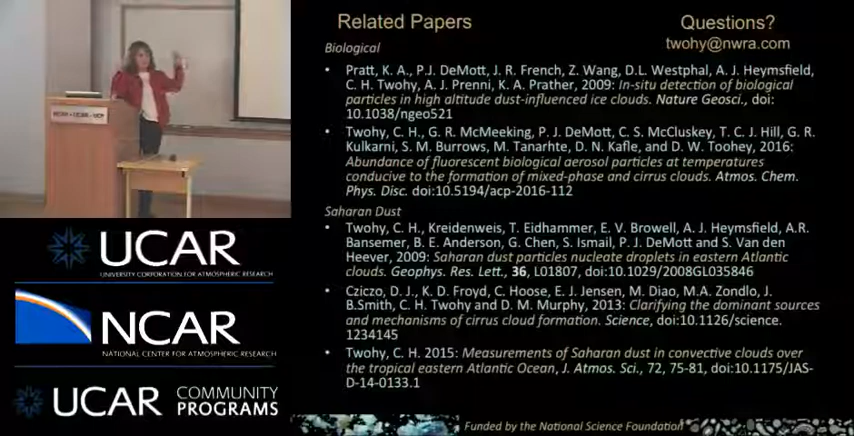 Related Papers
Questions?
twohy@nwra.com
Biological
• Pratt, K. A., P.J. DeMott, J. R. French, Z. Wang, D.L. Westphal, A. J. Heymsfield,
C. H. Twohy, A. J. Prenni, K. A. Prather, 2009: In-situ detection of biological
particles in high altitude dust-influenced ice clouds. Nature Geosci., doi:
10.1038/ngeo521
• Twohy, C. H., G. R. McMeeking, P. J. DeMott, C. S. McCluskey, T. C. J. Hill, G. R.
Kulkarni, S. M. Burrows, M. Tanarhte, D. N. Kafle, and D. W. Toohey, 2016:
Abundance of fluorescent biological aerosol particles at temperatures
conducive to the formation of mixed-phase and cirrus clouds. Atmos. Chem.
Phys. Disc. doi:10.5194/acp-2016-112
Saharan Dust
• Twohy, C. H., Kreidenweis, T. Eidhammer, E. V. Browell, A. J. Heymsfield, A.R.
Bansemer, B. E. Anderson, G. Chen, S. Ismail, P. J. DeMott and S. Van den
Heever, 2009: Saharan dust particles nucleate droplets in eastern Atlantic
clouds. Geophys. Res. Lett., 36, L01807, doi:10.1029/2008GL035846
• Cziczo, D. J., K. D. Froyd, C. Hoose, E. J. Jensen, M. Diao, M.A. Zondlo, J.
B.Smith, C. H. Twohy and D. M. Murphy, 2013: Clarifying the dominant sources
and mechanisms of cirrus cloud formation. Science, doi:10.1126/science.
1234145
• Twohy, C. H. 2015: Measurements of Saharan dust in convective clouds over
the tropical eastern Atlantic Ocean, J. Atmos. Sci., 72, 75-81, doi:10.1175/JAS-
D-14-0133.1
Funded by the National Science Foundation
NCAR • UCAR • UCP
UCAR
UNIVERSITY CORPORATION FOR ATMOSPHERIC RESEARCH
NCAR
NATIONAL CENTER FOR ATMOSPHERIC RESEARCH
UCAR COMMUNITY
PROGRAMS